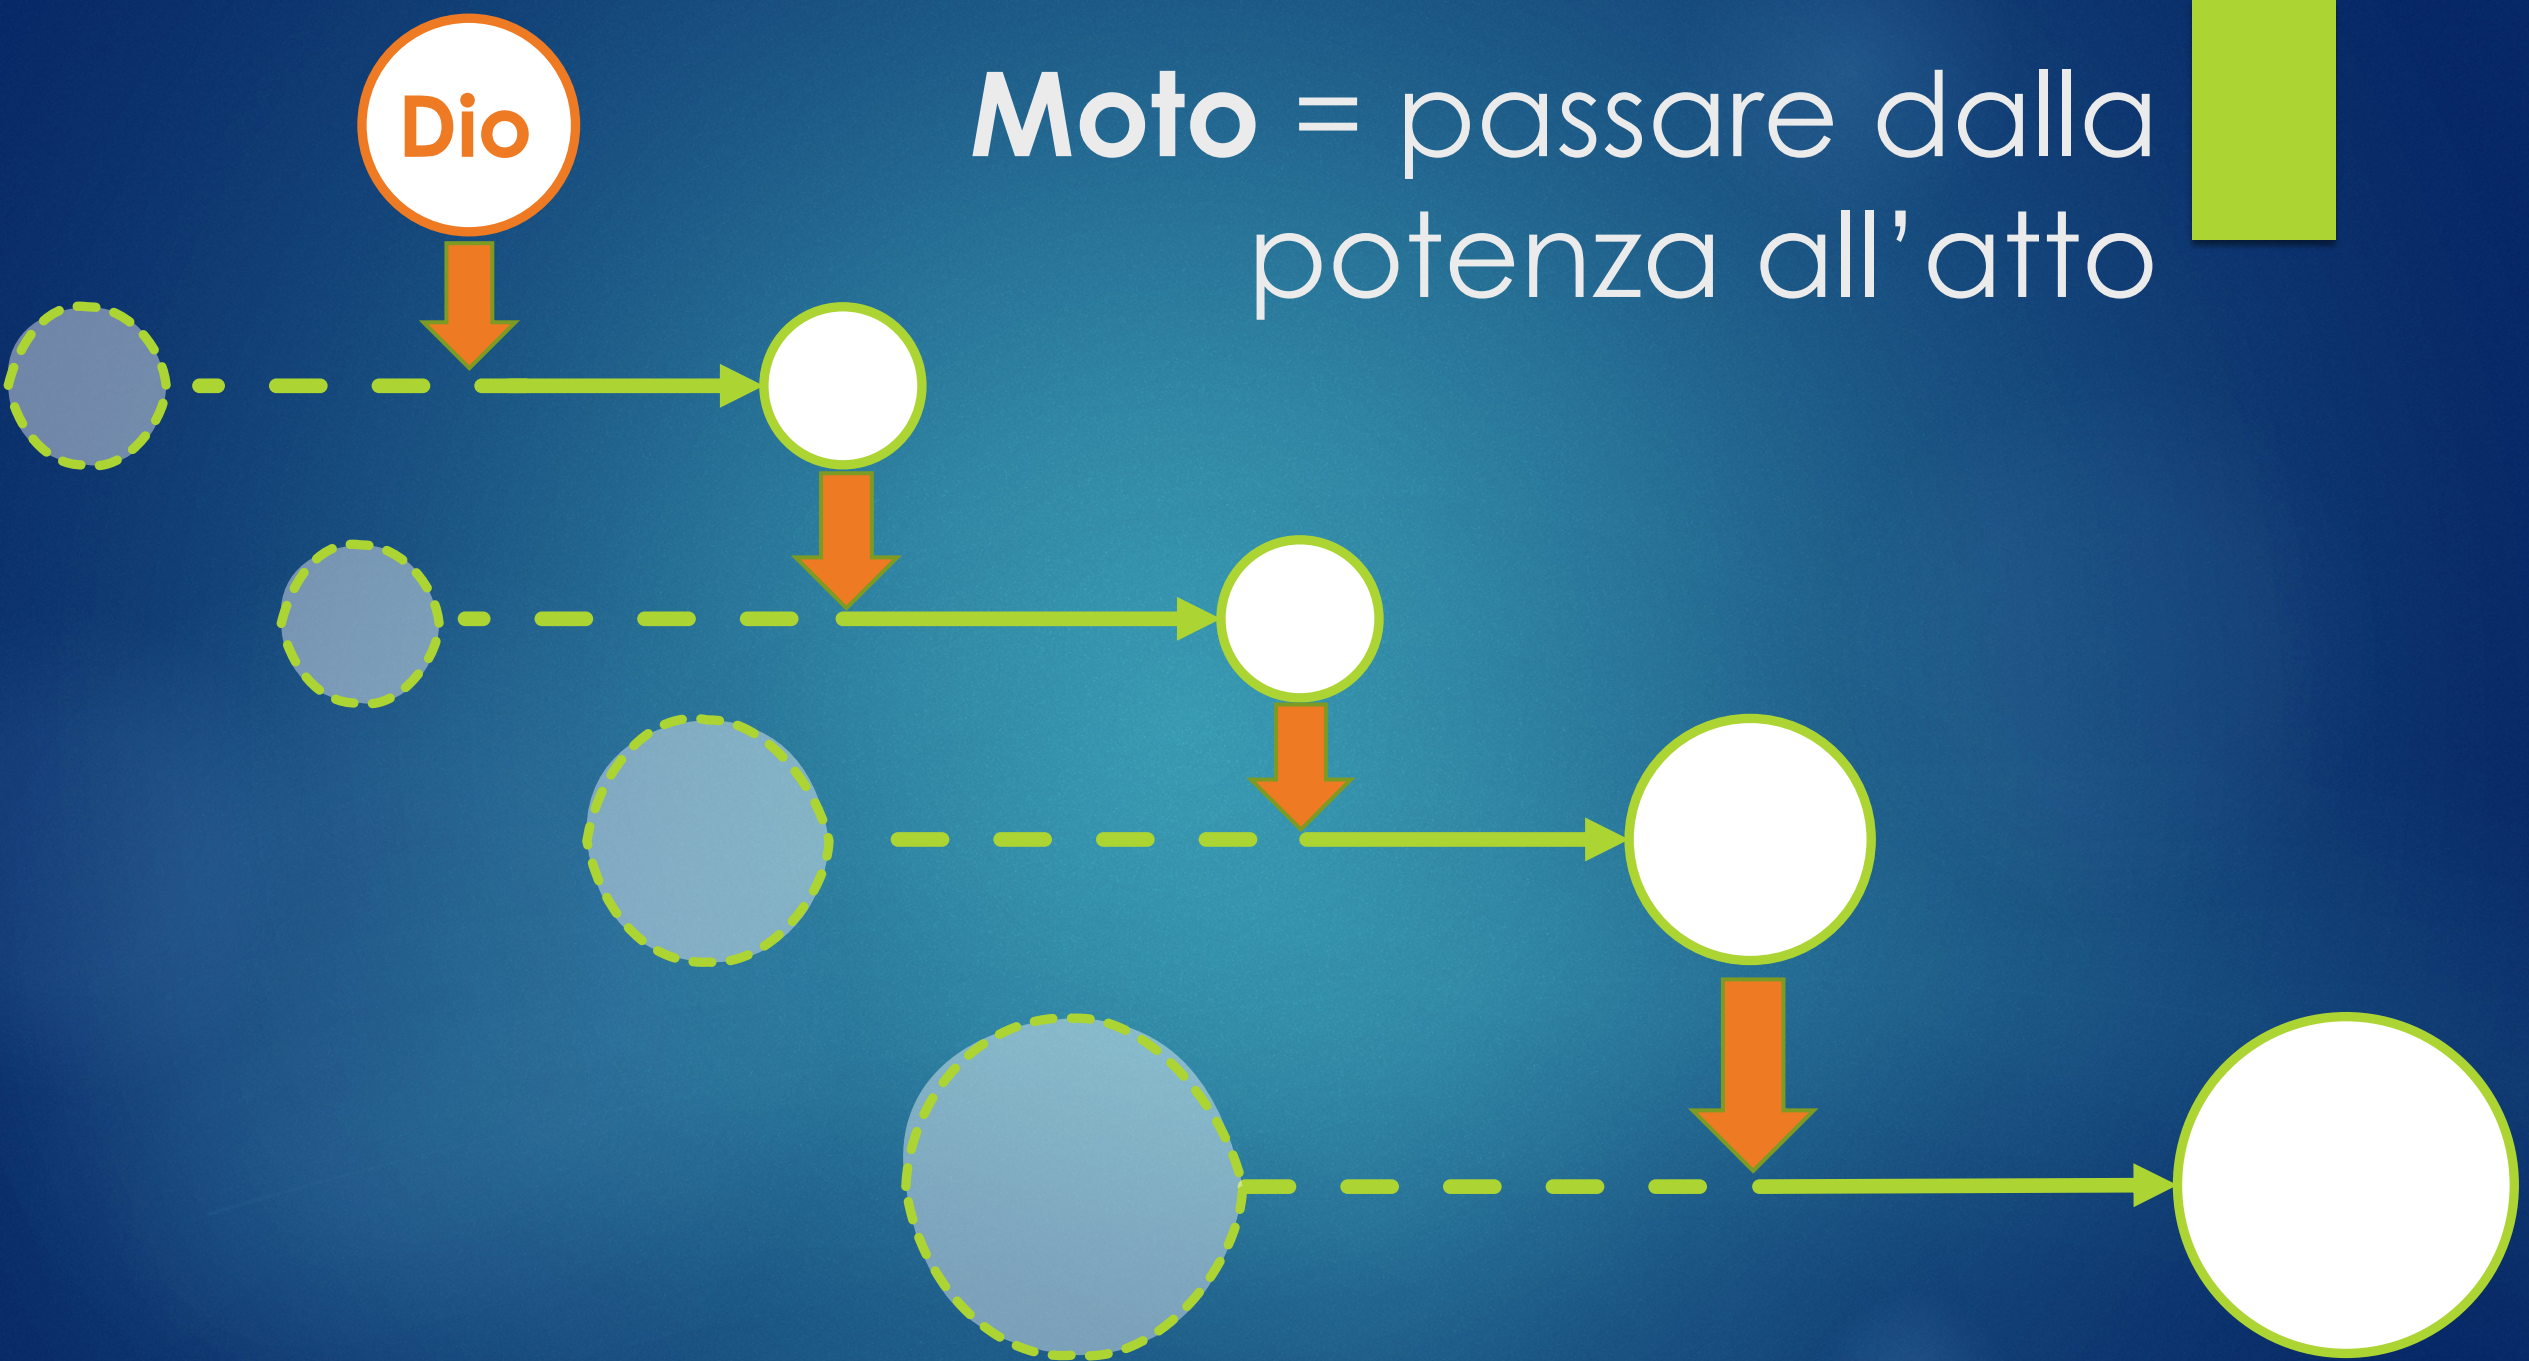 Dio
Moto = passare dalla
potenza all’atto